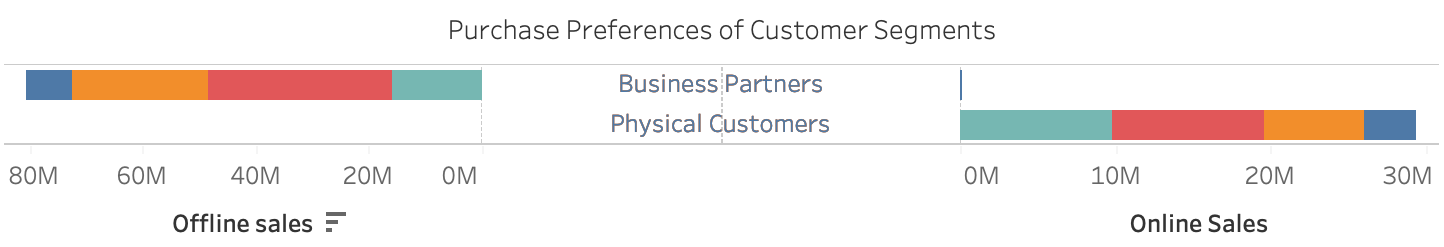 Purchase Preferences of Customer Segments
Business Partners
Physical Customers
80M 60M 40M 20M 0M 0M 10M 20M 30M
Offline sales Online Sales